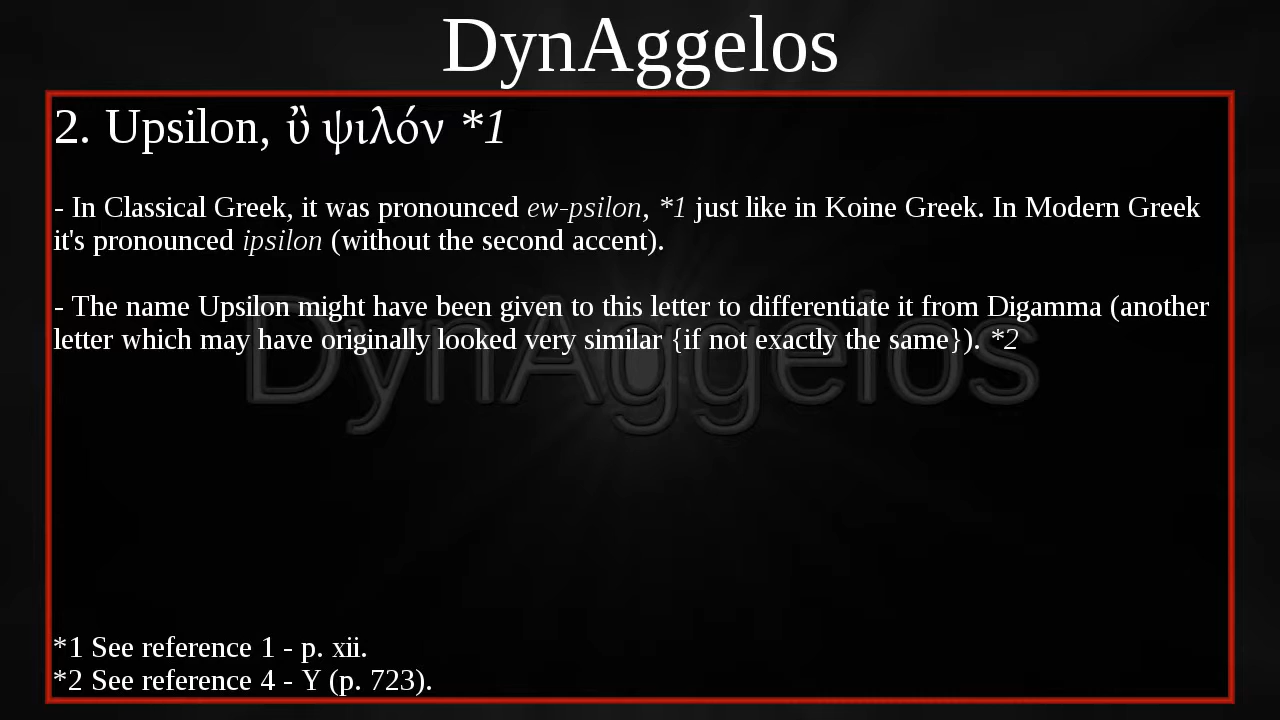 DynAggelos
2. Upsilon, ὒ ψιλόν *1
- In Classical Greek, it was pronounced ew-psilon, *1 just like in Koine Greek. In Modern Greek
it's pronounced ipsilon (without the second accent).
- The name Upsilon might have been given to this letter to differentiate it from Digamma (another
letter which may have originally looked very similar {if not exactly the same}). *2
DynAggelos
*1 See reference 1 - p. xii.
*2 See reference 4 - Υ (p. 723).